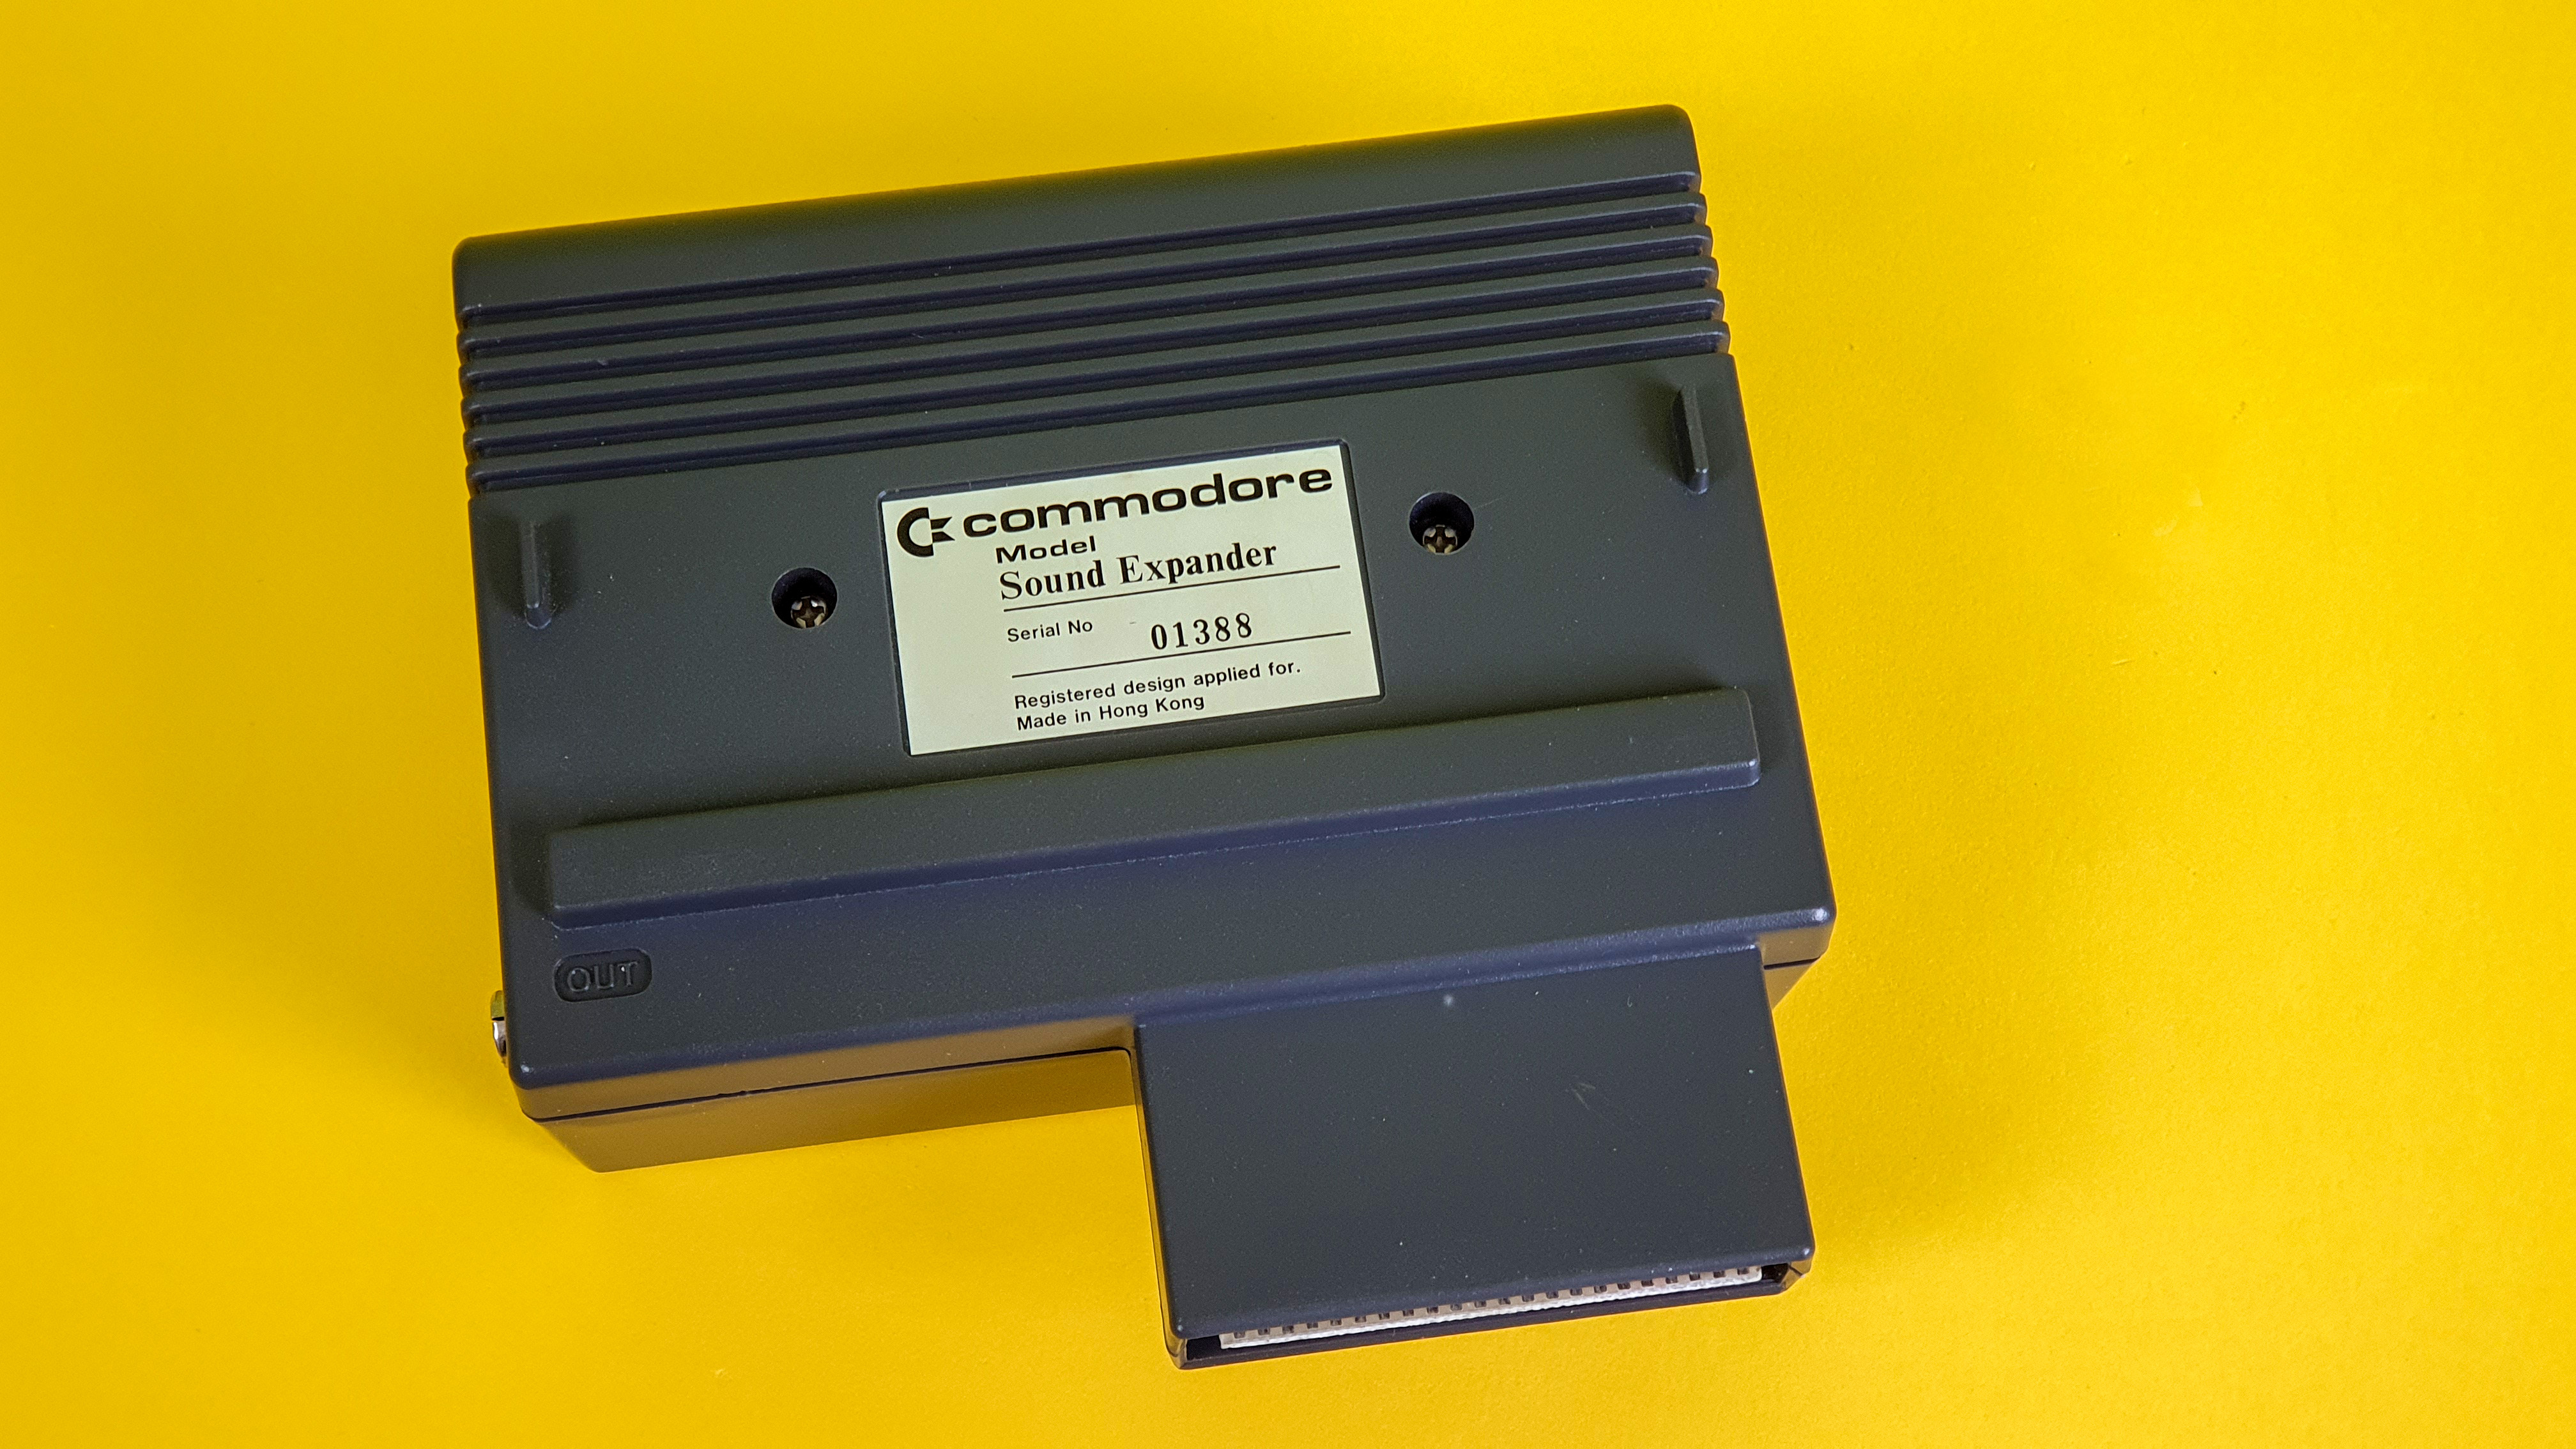 commodore
Model
Sound Expander
Serial No 01388
Registered design applied for.
Made in Hong Kong
OUT